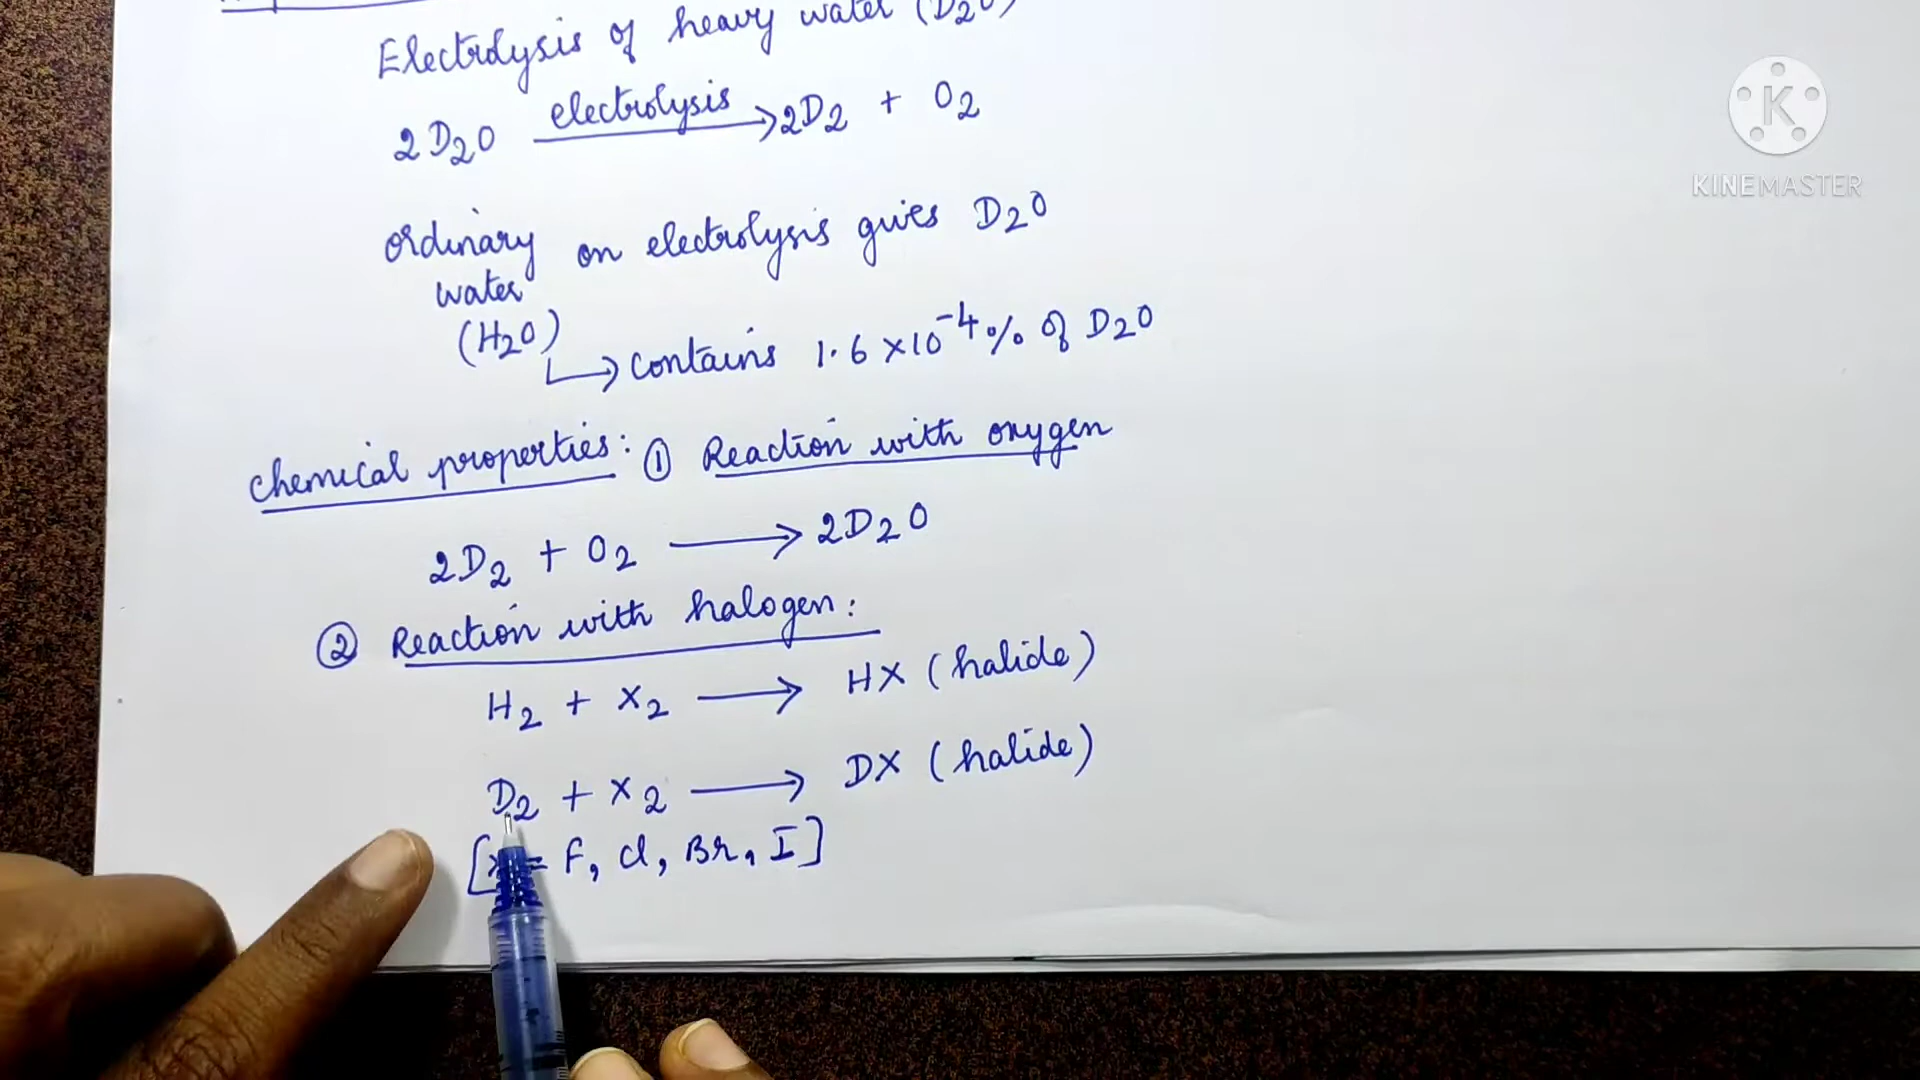 Electrolysis of heavy water (D2O)
2D2O electrolysis → 2D2 + O2
ordinary on electrolysis gives D2O
water
(H2O)
↳ contains 1.6 ×10⁻⁴% of D2O
chemical properties: ① Reaction with oxygen
2D2 + O2 → 2D2O
② Reaction with halogen:
H2 + X2 → HX (halide)
D2 + X2 → DX (halide)
[X = F, Cl, Br, I]
K
KINEMASTER